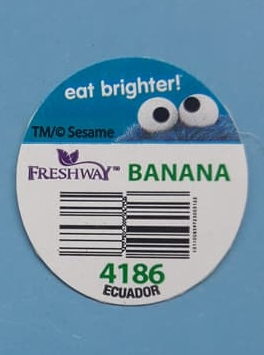 eat brighter!
TM/© Sesame
FRESHWAY™ BANANA
4186
ECUADOR